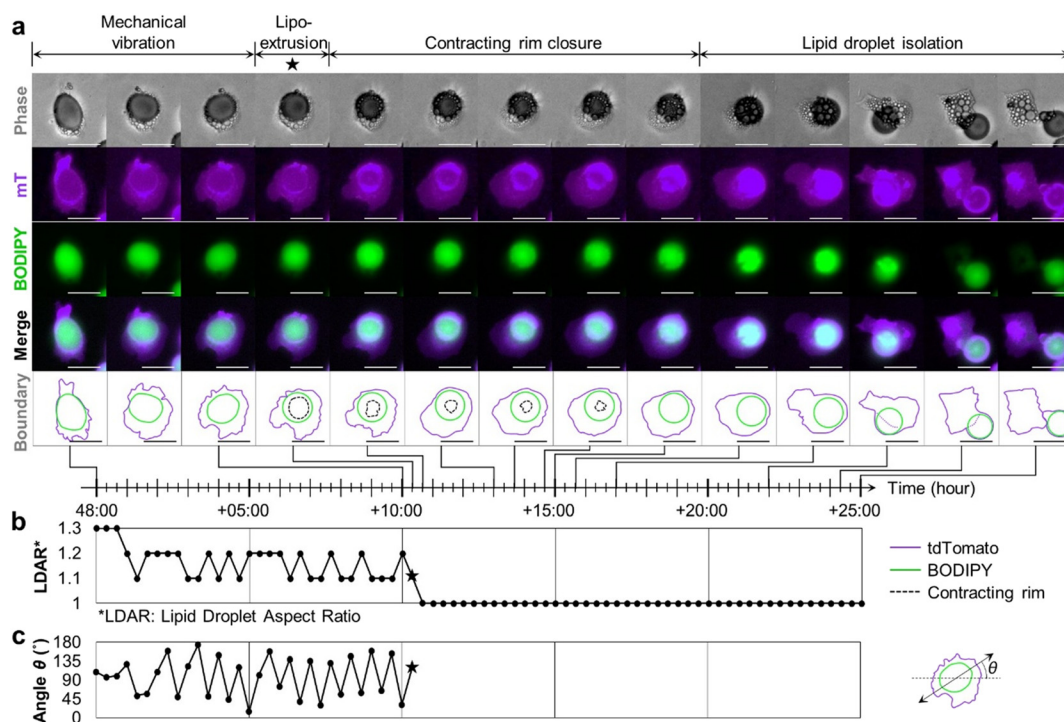 a
Mechanical
vibration
Lipo-
extrusion
★
Contracting rim closure
Lipid droplet isolation
Phase
mT
BODIPY
Merge
Boundary
Time (hour)
48:00 +05:00 +10:00 +15:00 +20:00 +25:00
b
LDAR*
1.3
1.2
1.1
1
*LDAR: Lipid Droplet Aspect Ratio
tdTomato
BODIPY
Contracting rim
c
Angle θ (°)
180
135
90
45
0
θ